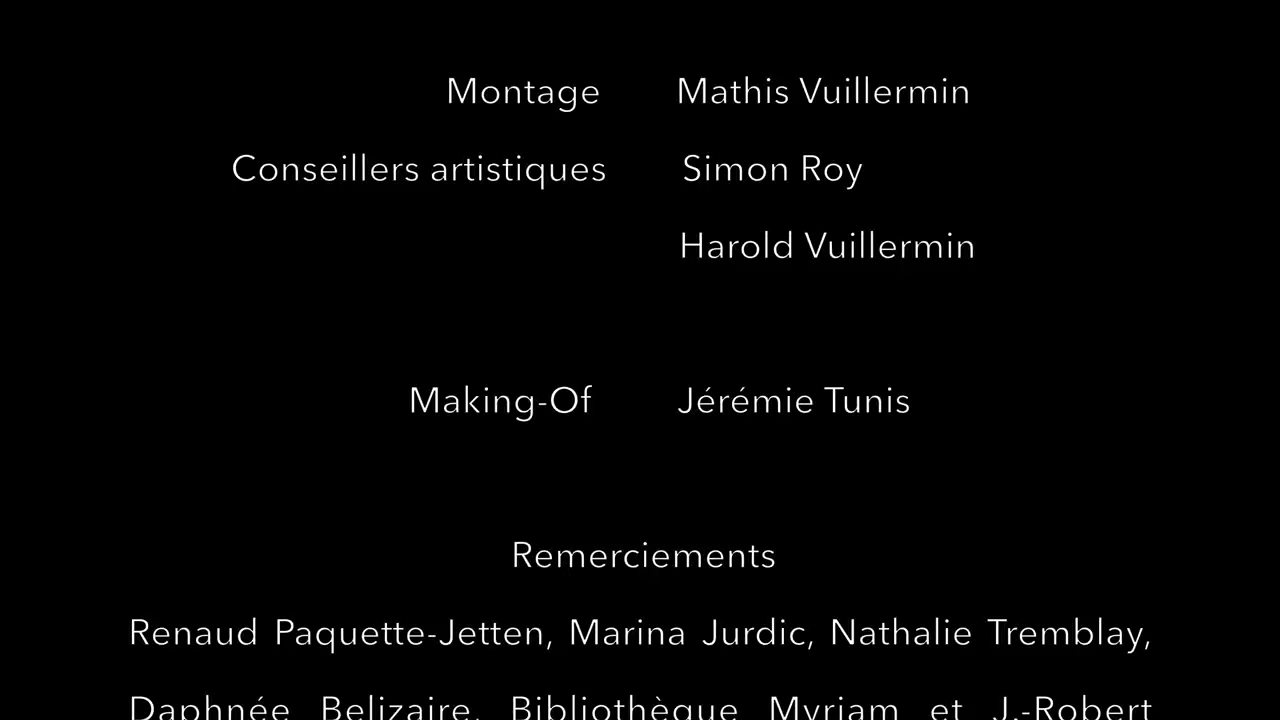 Montage Mathis Vuillermin
Conseillers artistiques Simon Roy
Harold Vuillermin
Making-Of Jérémie Tunis
Remerciements
Renaud Paquette-Jetten, Marina Jurdic, Nathalie Tremblay,
Daphnée Belizaire, Bibliothèque Myriam et J.-Robert